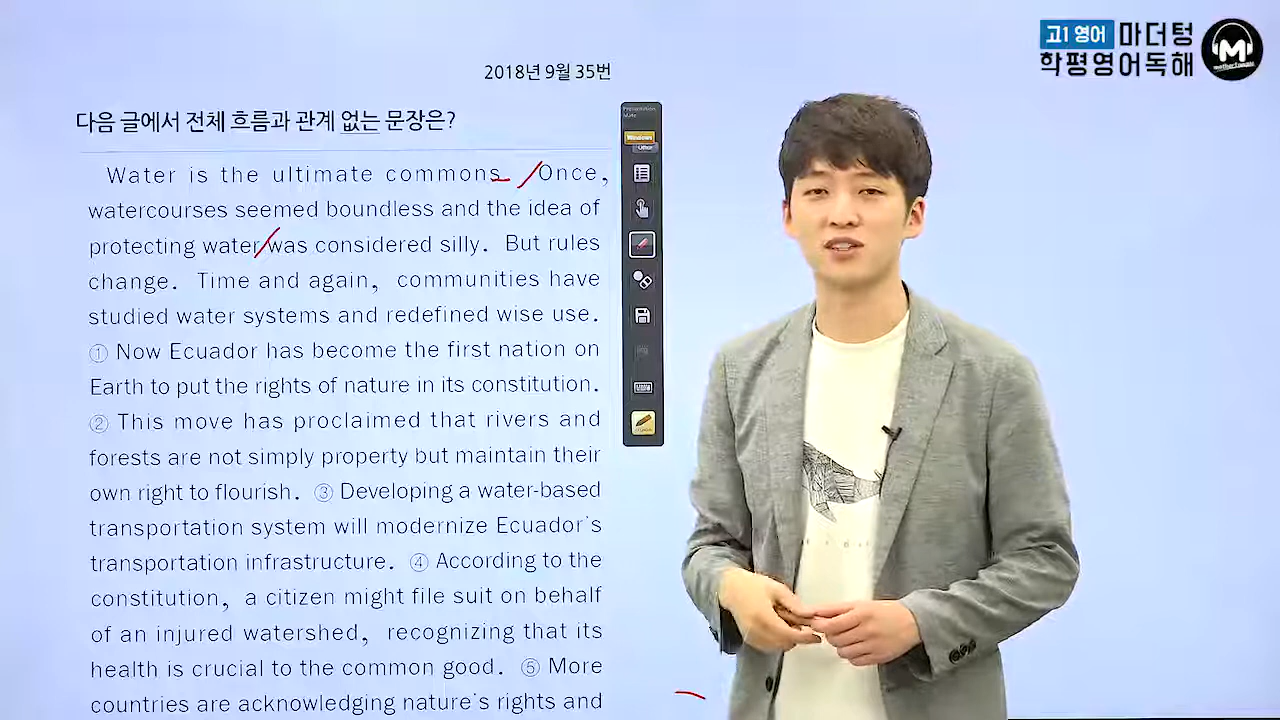 고1 영어 마더텅
학평영어독해
M
2017년 9월 35번
다음 글에서 전체 흐름과 관계 없는 문장은?
Water is the ultimate commons. Once,
watercourses seemed boundless and the idea of
protecting water was considered silly. But rules
change. Time and again, communities have
studied water systems and redefined wise use.
① Now Ecuador has become the first nation on
Earth to put the rights of nature in its constitution.
② This move has proclaimed that rivers and
forests are not simply property but maintain their
own right to flourish. ③ Developing a water-based
transportation system will modernize Ecuador's
transportation infrastructure. ④ According to the
constitution, a citizen might file suit on behalf
of an injured watershed, recognizing that its
health is crucial to the common good. ⑤ More
countries are acknowledging nature's rights and